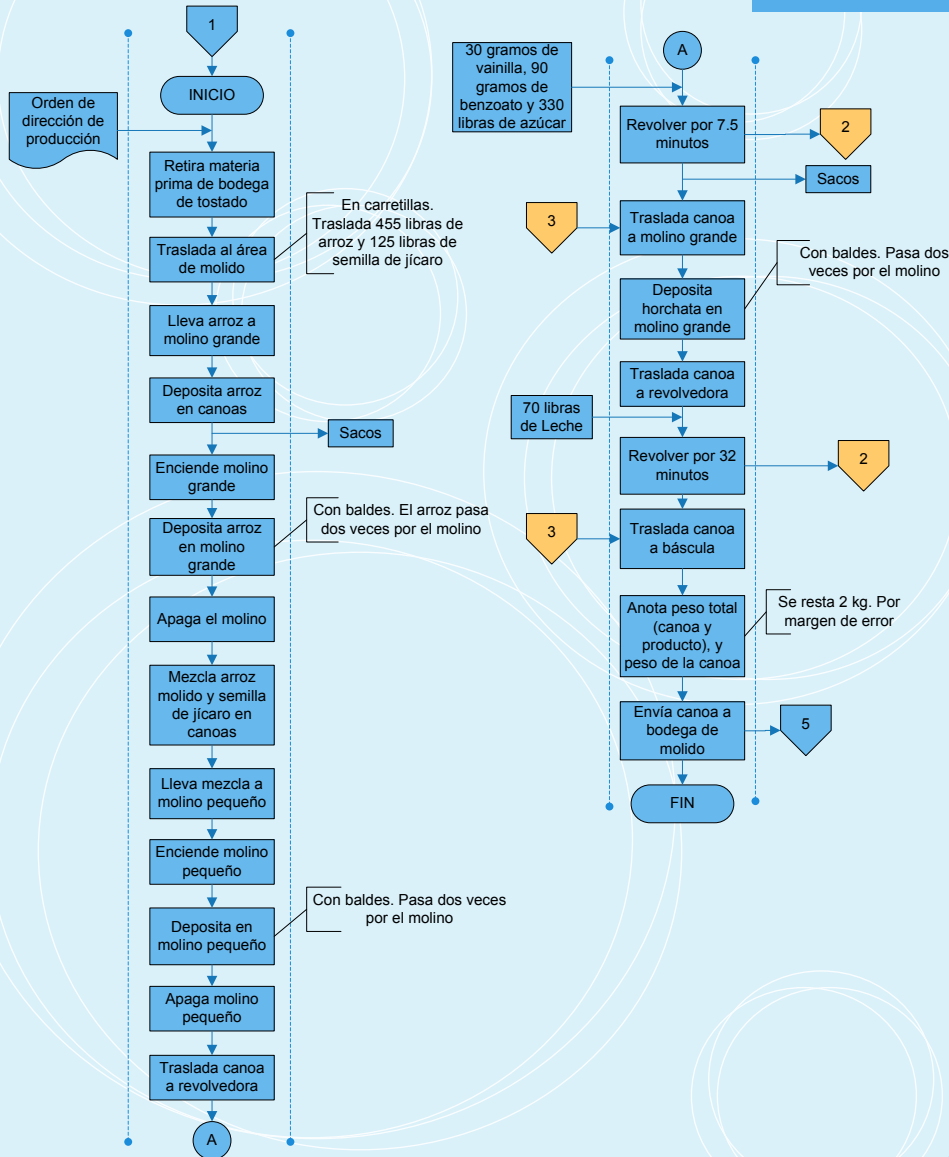 1
INICIO
Orden de
dirección de
producción
Retira materia
prima de bodega
de tostado
Traslada al área
de molido
En carretillas.
Traslada 455 libras de
arroz y 125 libras de
semilla de jícaro
Lleva arroz a
molino grande
Deposita arroz
en canoas
Sacos
Enciende molino
grande
Deposita arroz
en molino
grande
Con baldes. El arroz pasa
dos veces por el molino
Apaga el molino
Mezcla arroz
molido y semilla
de jícaro en
canoas
Lleva mezcla a
molino pequeño
Enciende molino
pequeño
Deposita en
molino pequeño
Con baldes. Pasa dos veces
por el molino
Apaga molino
pequeño
Traslada canoa
a revolvedora
A
A
30 gramos de
vainilla, 90
gramos de
benzoato y 330
libras de azúcar
Revolver por 7.5
minutos
2
Sacos
3
Traslada canoa
a molino grande
Deposita
horchata en
molino grande
Con baldes. Pasa dos
veces por el molino
Traslada canoa
a revolvedora
70 libras
de Leche
Revolver por 32
minutos
2
3
Traslada canoa
a báscula
Anota peso total
(canoa y
producto), y
peso de la canoa
Se resta 2 kg. Por
margen de error
Envía canoa a
bodega de
molido
5
FIN